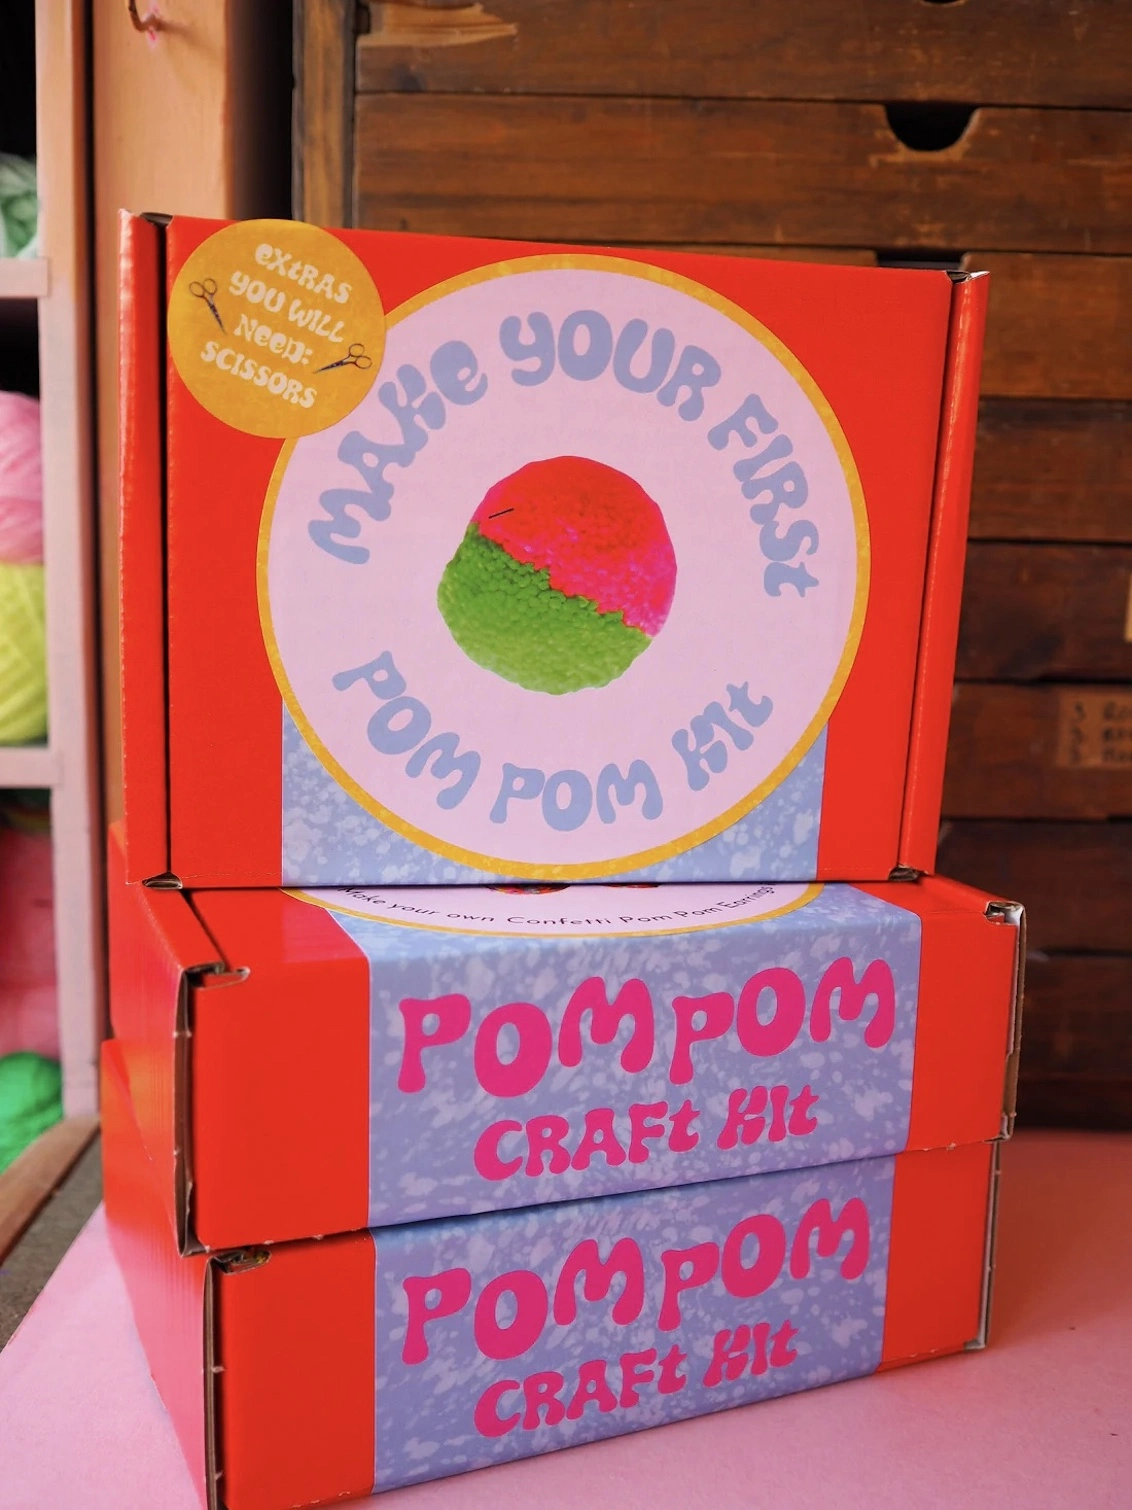 extras
you will
need:
scissors
Make your first
Pom Pom kit
Make your own Confetti Pom Pom Earrings
Pom Pom
Craft kit
Pom Pom
Craft kit